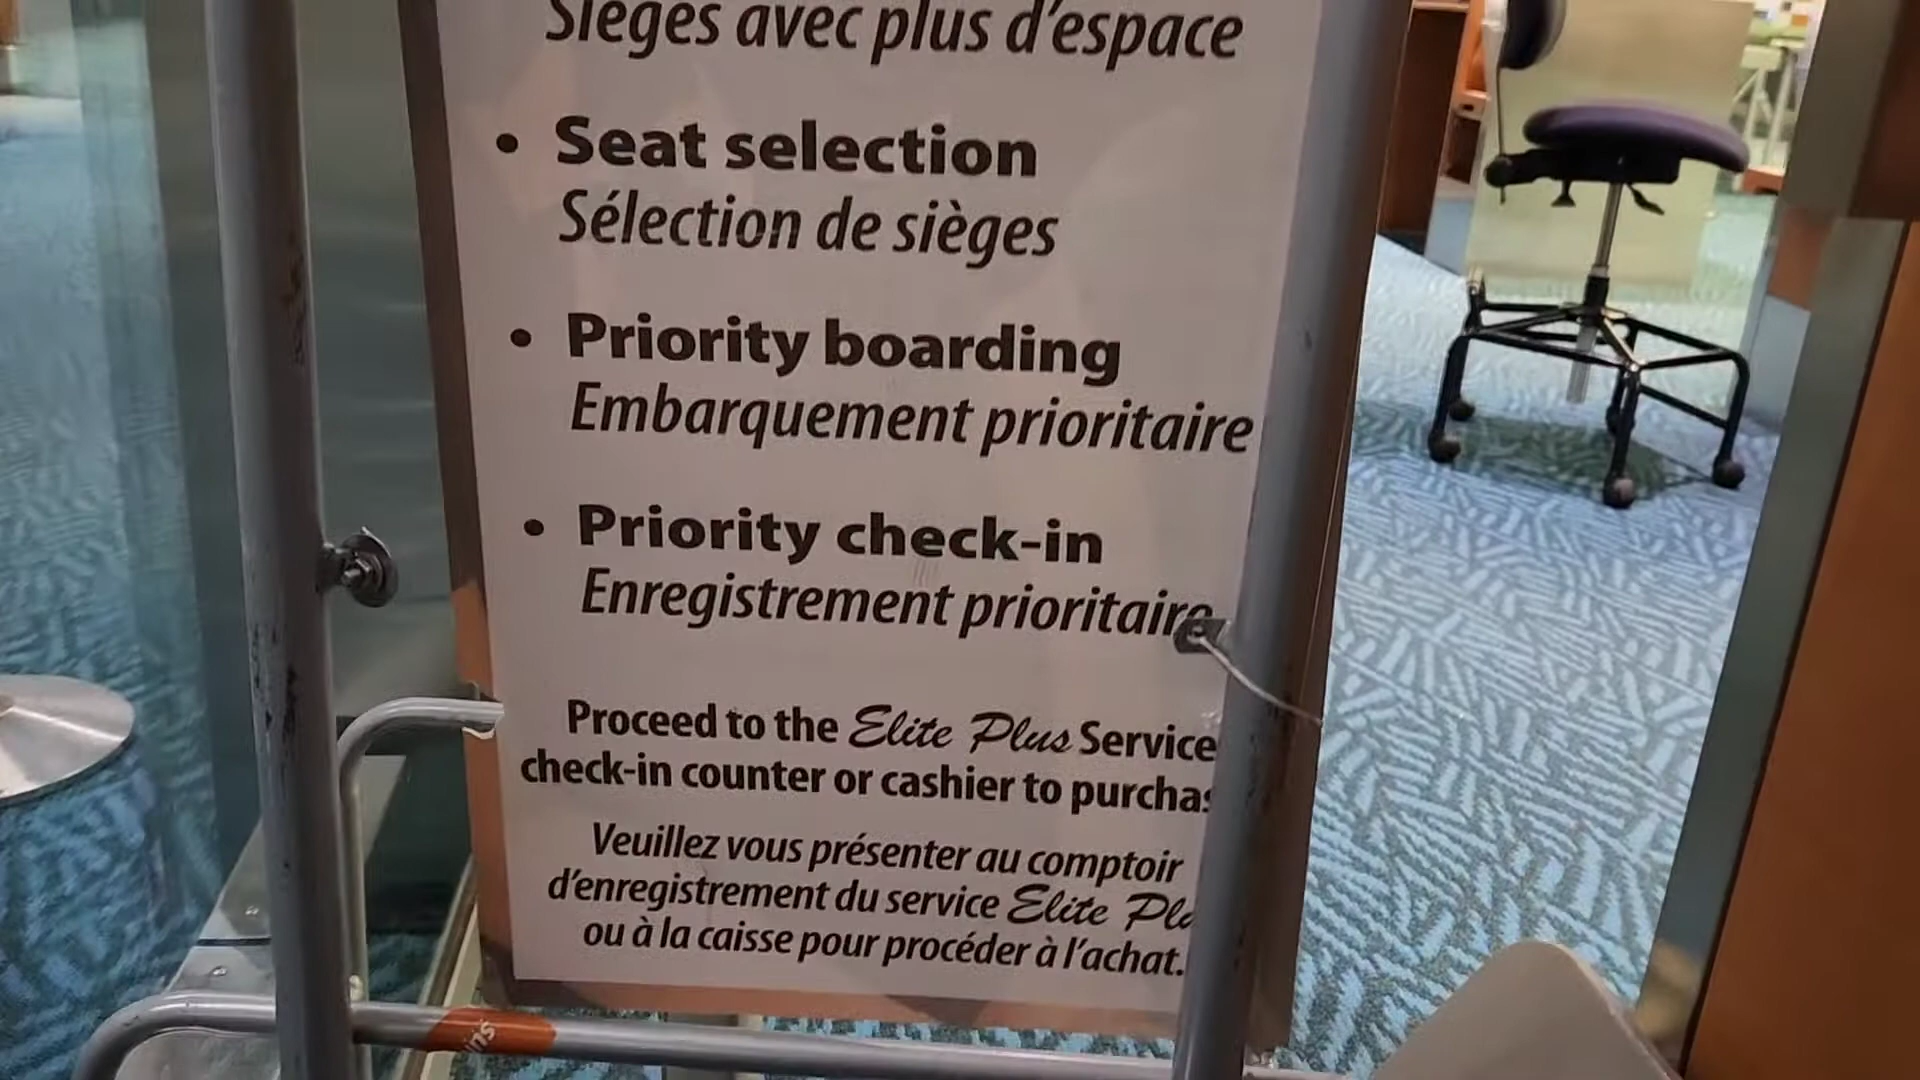 Sièges avec plus d'espace
• Seat selection
Sélection de sièges
• Priority boarding
Embarquement prioritaire
• Priority check-in
Enregistrement prioritaire
Proceed to the Elite Plus Service
check-in counter or cashier to purchas
Veuillez vous présenter au comptoir
d'enregistrement du service Elite Plu
ou à la caisse pour procéder à l'achat.